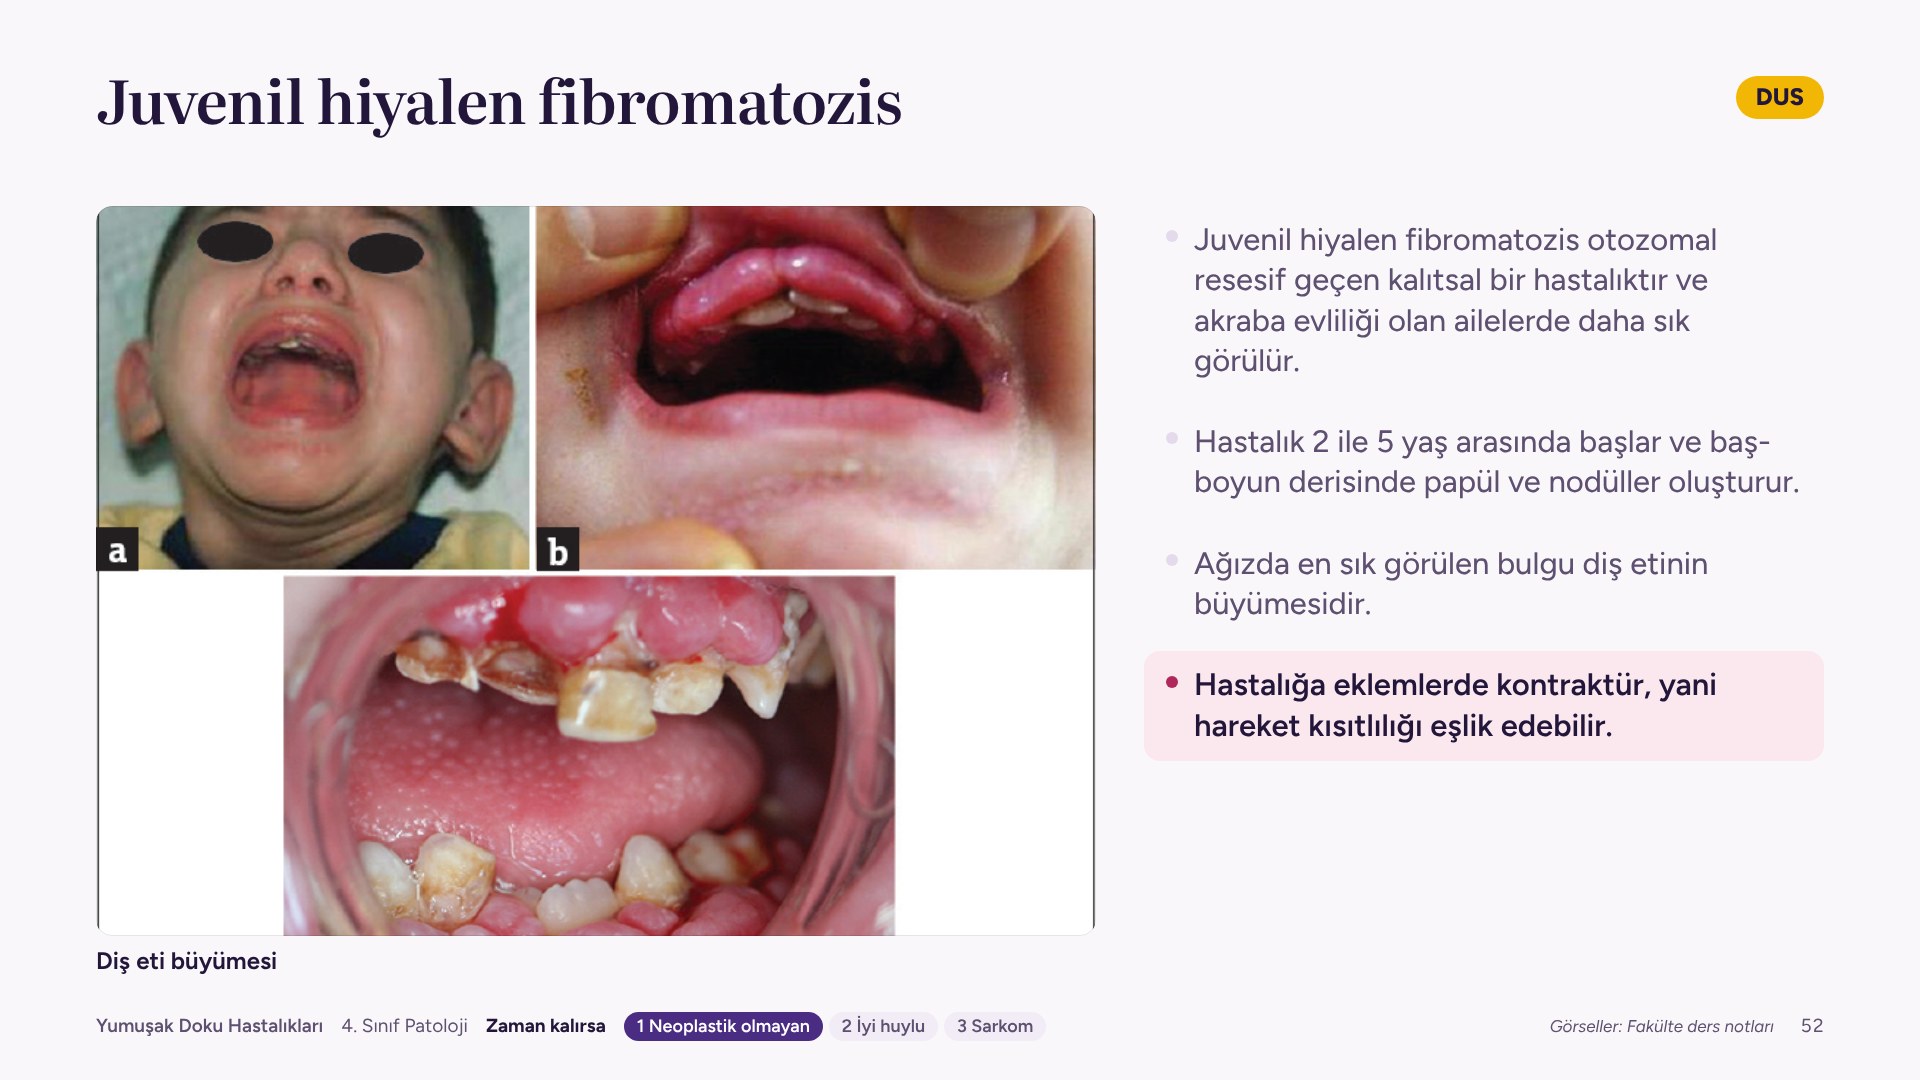 Juvenil hiyalen fibromatozis
DUS
a
b
Diş eti büyümesi
Juvenil hiyalen fibromatozis otozomal
resesif geçen kalıtsal bir hastalıktır ve
akraba evliliği olan ailelerde daha sık
görülür.
Hastalık 2 ile 5 yaş arasında başlar ve baş-
boyun derisinde papül ve nodüller oluşturur.
Ağızda en sık görülen bulgu diş etinin
büyümesidir.
Hastalığa eklemlerde kontraktür, yani
hareket kısıtlılığı eşlik edebilir.
Yumuşak Doku Hastalıkları 4. Sınıf Patoloji Zaman kalırsa 1 Neoplastik olmayan 2 İyi huylu 3 Sarkom
Görseller: Fakülte ders notları 52